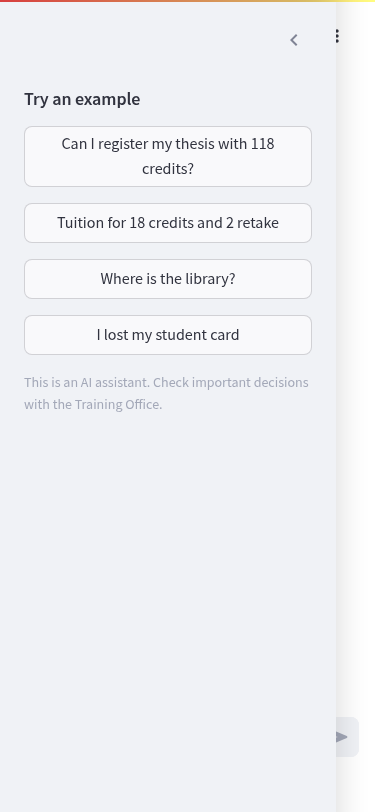 Try an example
Can I register my thesis with 118
credits?
Tuition for 18 credits and 2 retake
Where is the library?
I lost my student card
This is an AI assistant. Check important decisions
with the Training Office.